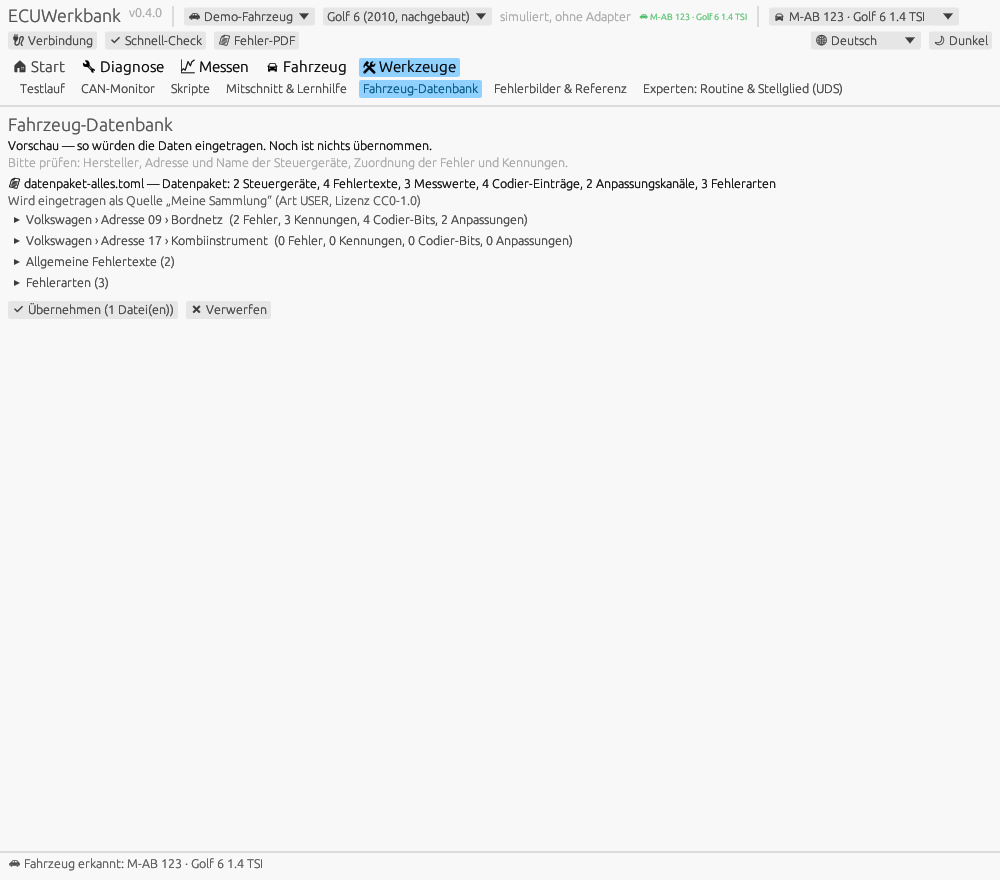 ECUWerkbank v0.4.0 Demo-Fahrzeug Golf 6 (2010, nachgebaut) simuliert, ohne Adapter M-AB 123 · Golf 6 1.4 TSI M-AB 123 · Golf 6 1.4 TSI
Verbindung Schnell-Check Fehler-PDF Deutsch Dunkel
Start Diagnose Messen Fahrzeug Werkzeuge
Testlauf CAN-Monitor Skripte Mitschnitt & Lernhilfe Fahrzeug-Datenbank Fehlerbilder & Referenz Experten: Routine & Stellglied (UDS)
Fahrzeug-Datenbank
Vorschau — so würden die Daten eingetragen. Noch ist nichts übernommen.
Bitte prüfen: Hersteller, Adresse und Name der Steuergeräte, Zuordnung der Fehler und Kennungen.
datenpaket-alles.toml — Datenpaket: 2 Steuergeräte, 4 Fehlertexte, 3 Messwerte, 4 Codier-Einträge, 2 Anpassungskanäle, 3 Fehlerarten
Wird eingetragen als Quelle „Meine Sammlung“ (Art USER, Lizenz CC0-1.0)
Volkswagen › Adresse 09 › Bordnetz (2 Fehler, 3 Kennungen, 4 Codier-Bits, 2 Anpassungen)
Volkswagen › Adresse 17 › Kombiinstrument (0 Fehler, 0 Kennungen, 0 Codier-Bits, 0 Anpassungen)
Allgemeine Fehlertexte (2)
Fehlerarten (3)
Übernehmen (1 Datei(en)) Verwerfen
Fahrzeug erkannt: M-AB 123 · Golf 6 1.4 TSI